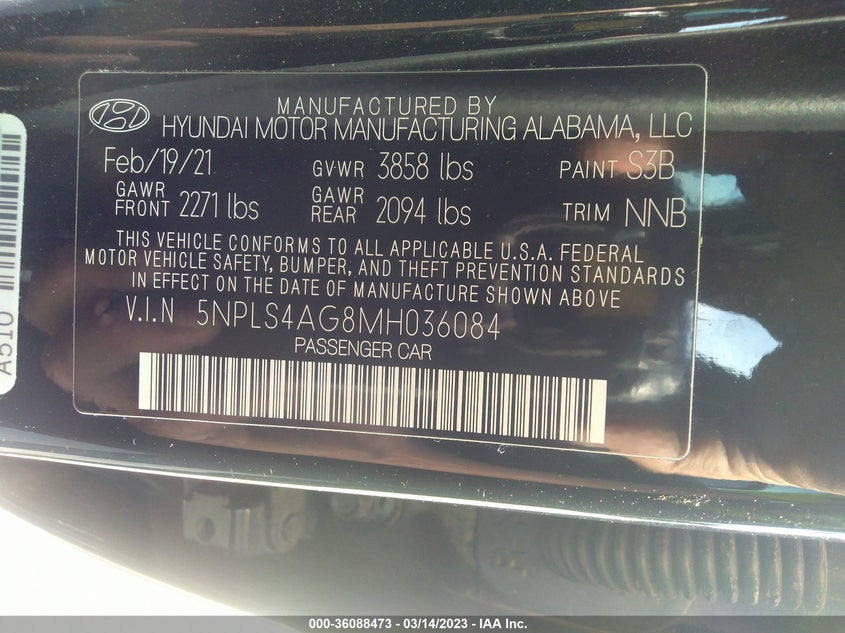 MANUFACTURED BY
HYUNDAI MOTOR MANUFACTURING ALABAMA, LLC
Feb/19/21 GVWR 3858 lbs PAINT S3B
GAWR FRONT 2271 lbs GAWR REAR 2094 lbs TRIM NNB
THIS VEHICLE CONFORMS TO ALL APPLICABLE U.S.A. FEDERAL
MOTOR VEHICLE SAFETY, BUMPER, AND THEFT PREVENTION STANDARDS
IN EFFECT ON THE DATE OF MANUFACTURE SHOWN ABOVE
V.I.N 5NPLS4AG8MH036084
PASSENGER CAR
A510
000-36088473 - 03/14/2023 - IAA Inc.